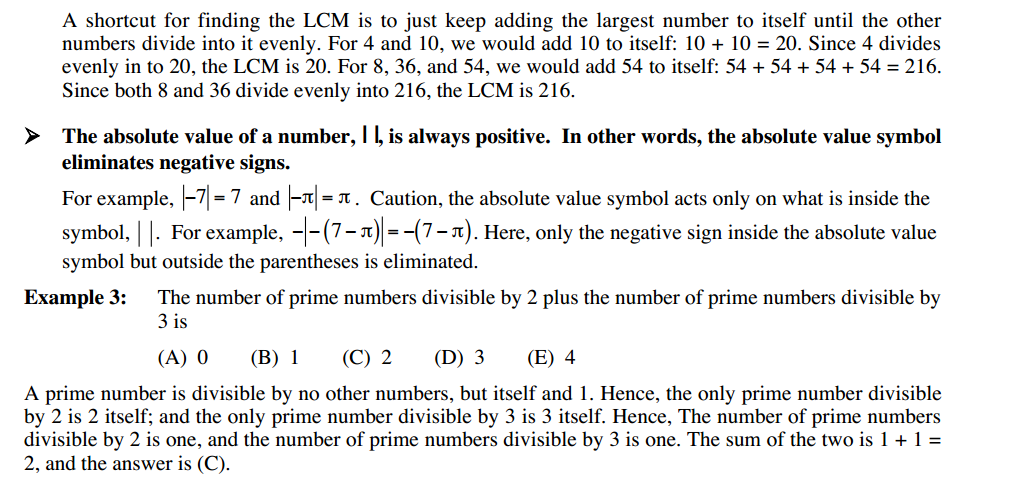 A shortcut for finding the LCM is to just keep adding the largest number to itself until the other
numbers divide into it evenly. For 4 and 10, we would add 10 to itself: 10 + 10 = 20. Since 4 divides
evenly in to 20, the LCM is 20. For 8, 36, and 54, we would add 54 to itself: 54 + 54 + 54 + 54 = 216.
Since both 8 and 36 divide evenly into 216, the LCM is 216.
➤ The absolute value of a number, | |, is always positive. In other words, the absolute value symbol
eliminates negative signs.
For example, |−7| = 7 and |−π| = π. Caution, the absolute value symbol acts only on what is inside the
symbol, | |. For example, −|−(7 − π)| = −(7 − π). Here, only the negative sign inside the absolute value
symbol but outside the parentheses is eliminated.
Example 3: The number of prime numbers divisible by 2 plus the number of prime numbers divisible by
3 is
(A) 0 (B) 1 (C) 2 (D) 3 (E) 4
A prime number is divisible by no other numbers, but itself and 1. Hence, the only prime number divisible
by 2 is 2 itself; and the only prime number divisible by 3 is 3 itself. Hence, The number of prime numbers
divisible by 2 is one, and the number of prime numbers divisible by 3 is one. The sum of the two is 1 + 1 =
2, and the answer is (C).